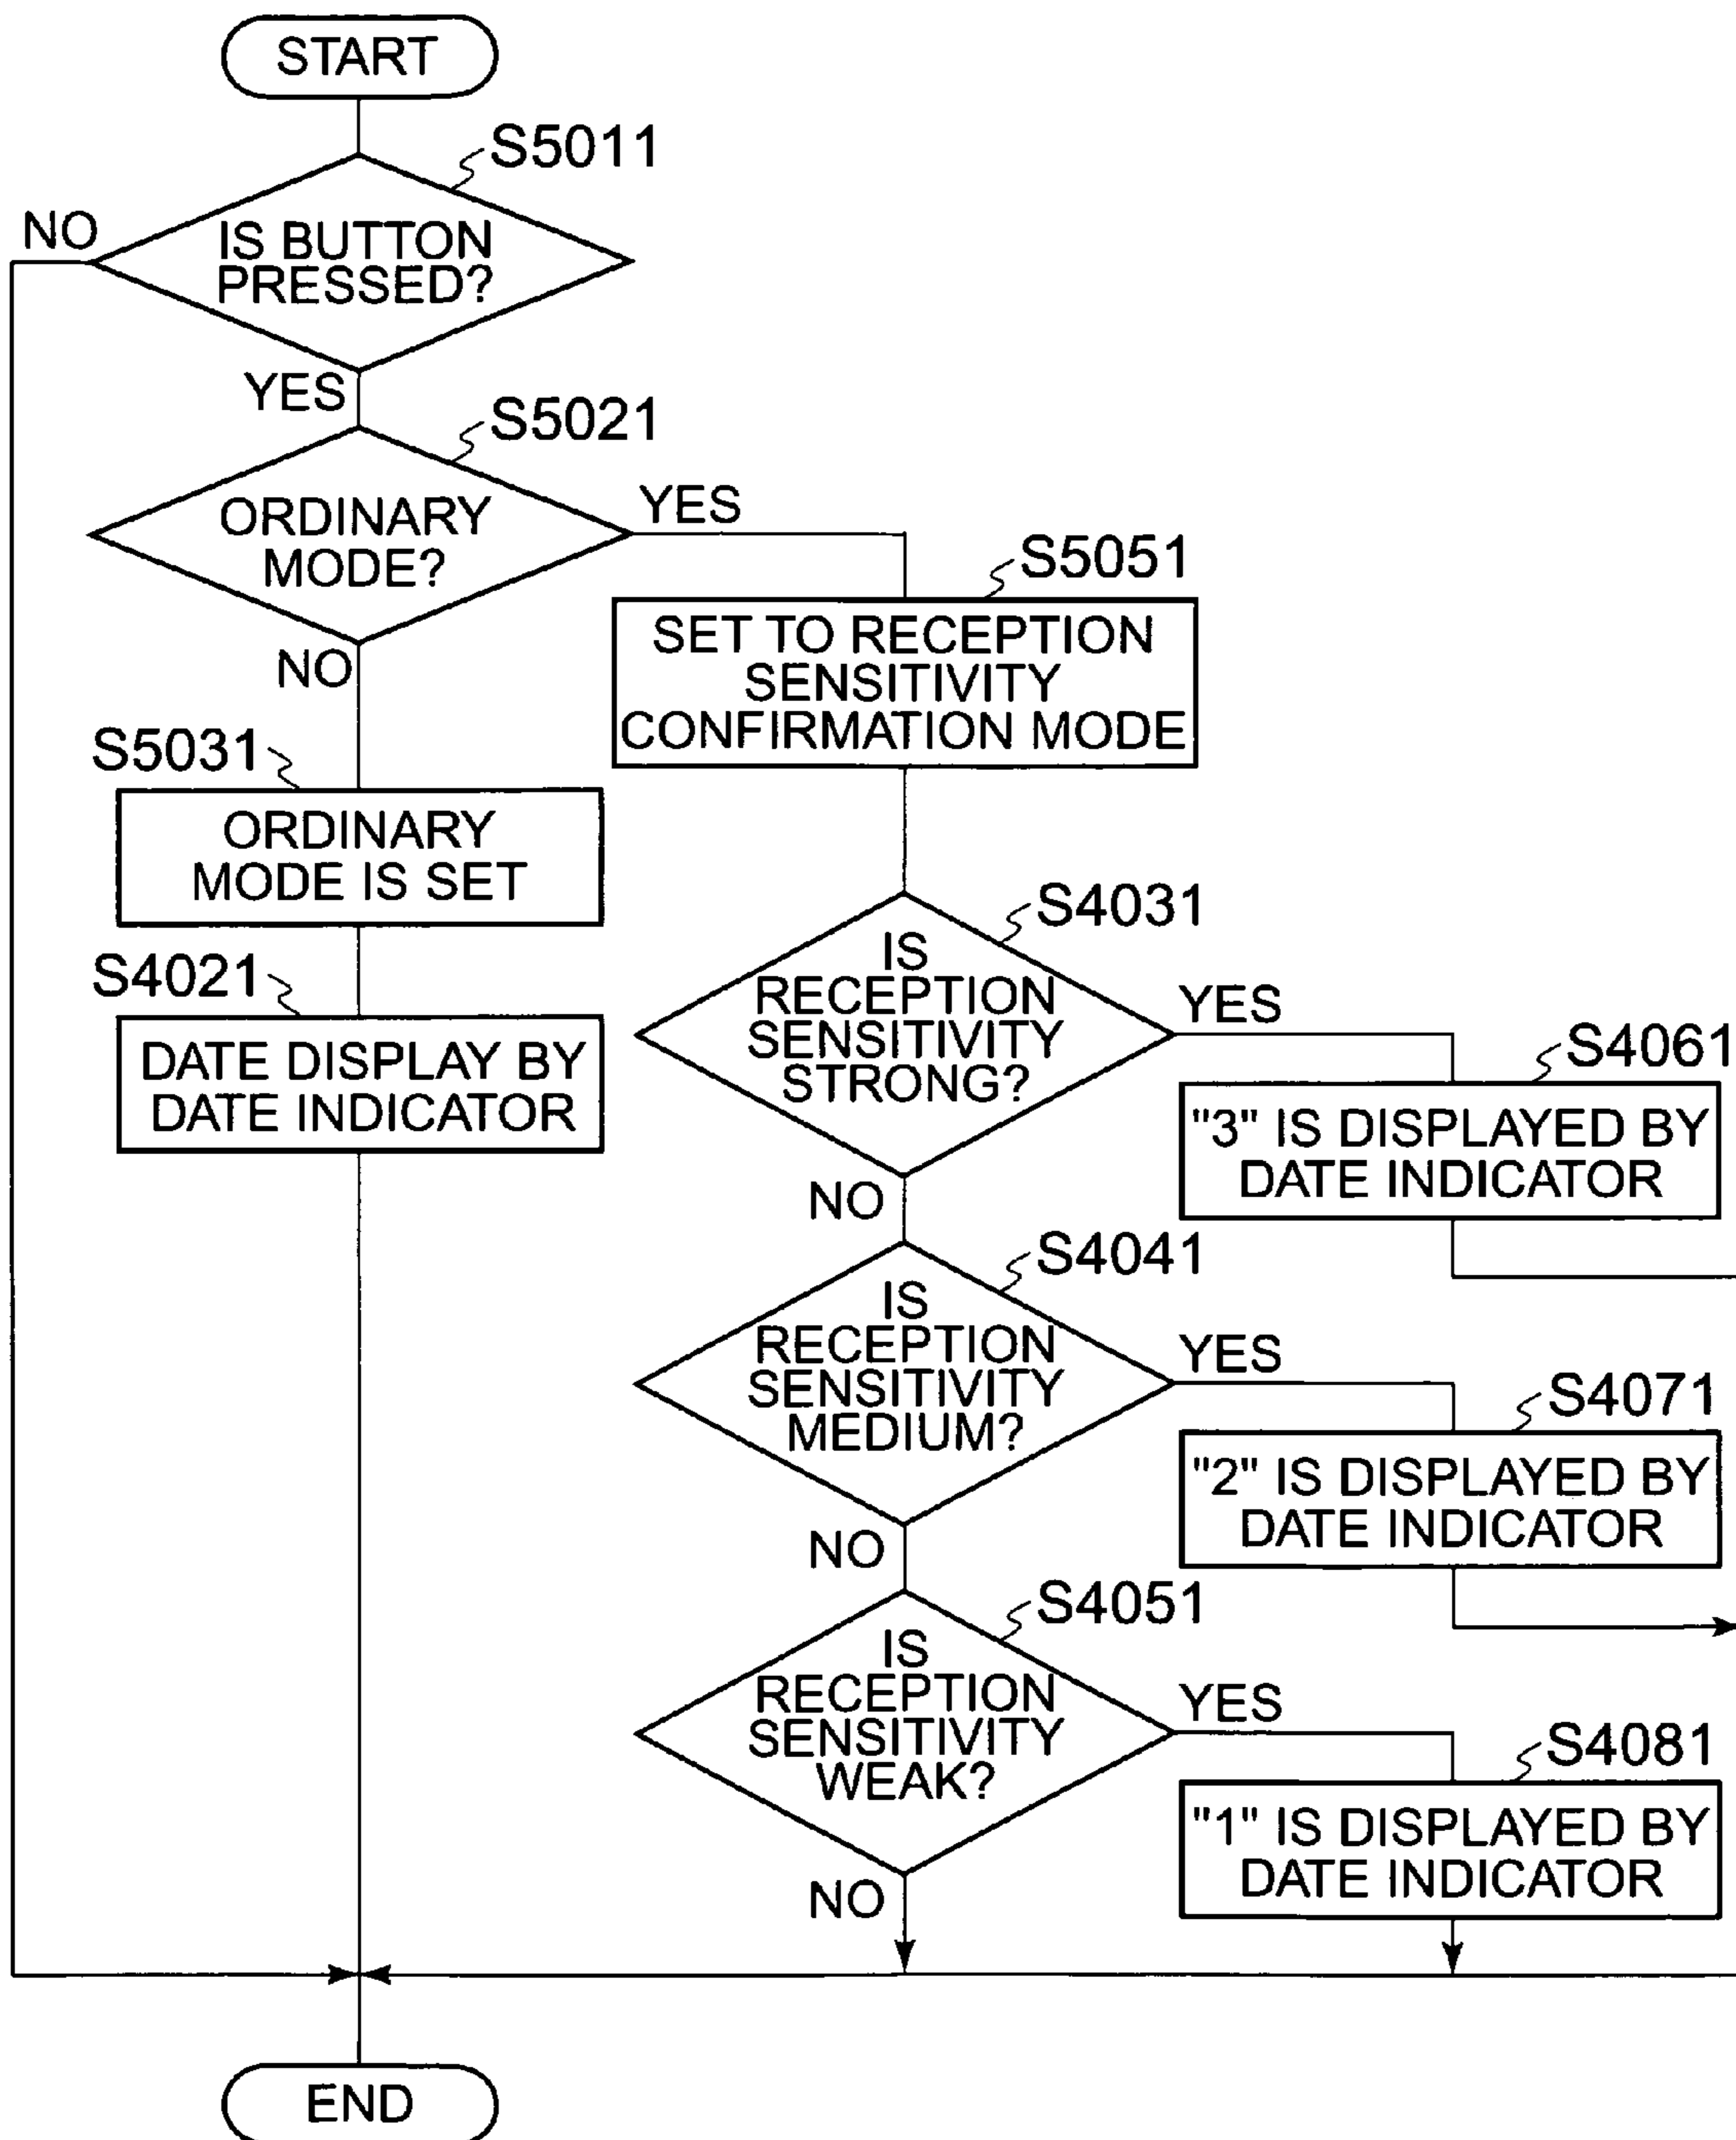 START
S5011
NO
IS BUTTON
PRESSED?
YES
S5021
ORDINARY
MODE?
YES
NO
S5051
SET TO RECEPTION
SENSITIVITY
CONFIRMATION MODE
S5031
ORDINARY
MODE IS SET
S4021
DATE DISPLAY BY
DATE INDICATOR
S4031
IS
RECEPTION
SENSITIVITY
STRONG?
YES
NO
S4061
"3" IS DISPLAYED BY
DATE INDICATOR
S4041
IS
RECEPTION
SENSITIVITY
MEDIUM?
YES
NO
S4071
"2" IS DISPLAYED BY
DATE INDICATOR
S4051
IS
RECEPTION
SENSITIVITY
WEAK?
YES
NO
S4081
"1" IS DISPLAYED BY
DATE INDICATOR
END